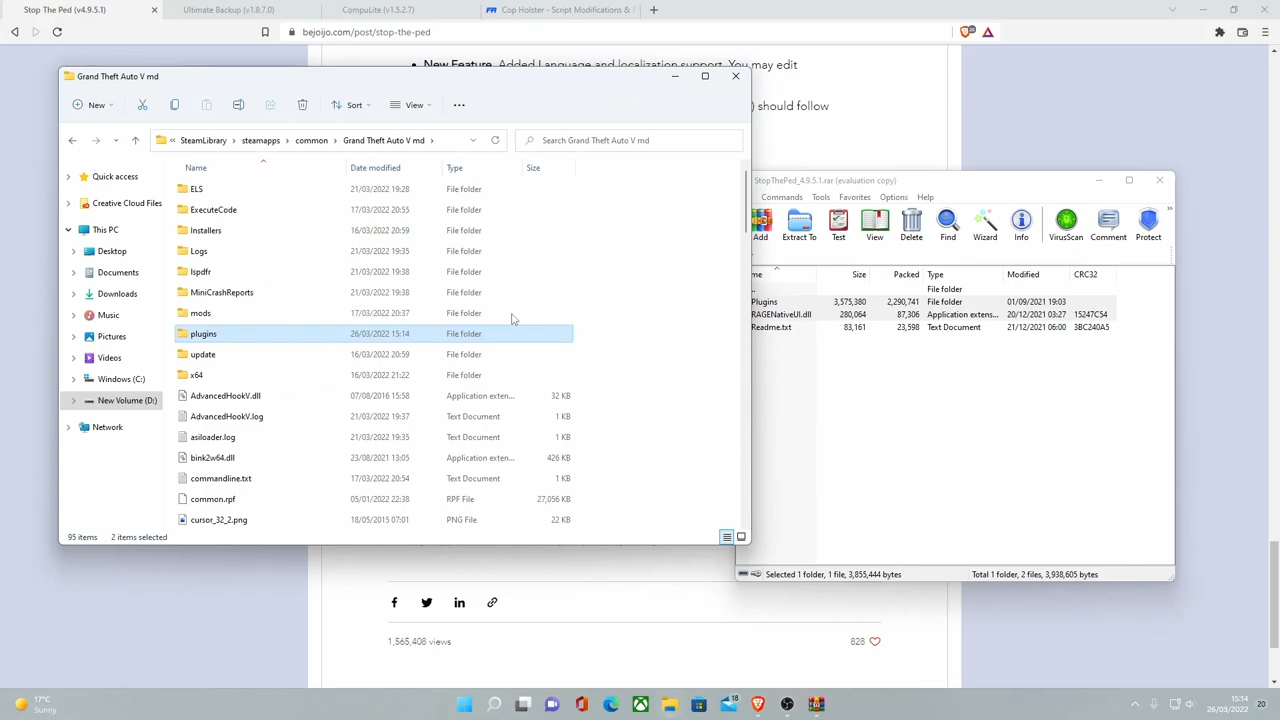 Stop The Ped (v4.9.5.1)
Ultimate Backup (v1.8.7.0)
CompuLite (v1.5.2.7)
Cop Holster - Script Modifications & F
bejoijo.com/post/stop-the-ped
20
New Feature. Added Language and localization support. You may edit
) should follow
Grand Theft Auto V md
New
Sort
View
SteamLibrary
steamapps
common
Grand Theft Auto V md
Search Grand Theft Auto V md
Name
Date modified
Type
Size
Quick access
Creative Cloud Files
This PC
Desktop
Documents
Downloads
Music
Pictures
Videos
Windows (C:)
New Volume (D:)
Network
ELS 21/03/2022 19:28 File folder
ExecuteCode 17/03/2022 20:55 File folder
Installers 16/03/2022 20:59 File folder
Logs 21/03/2022 19:35 File folder
lspdfr 21/03/2022 19:38 File folder
MiniCrashReports 21/03/2022 19:38 File folder
mods 17/03/2022 20:37 File folder
plugins 26/03/2022 15:14 File folder
update 16/03/2022 20:59 File folder
x64 16/03/2022 21:22 File folder
AdvancedHookV.dll 07/08/2016 15:58 Application exten... 32 KB
AdvancedHookV.log 21/03/2022 19:37 Text Document 1 KB
asiloader.log 21/03/2022 19:35 Text Document 1 KB
bink2w64.dll 23/08/2021 13:05 Application exten... 426 KB
commandline.txt 17/03/2022 20:54 Text Document 1 KB
common.rpf 05/01/2022 22:38 RPF File 27,056 KB
cursor_32_2.png 18/05/2015 07:01 PNG File 22 KB
95 items 2 items selected
StopThePed_4.9.5.1.rar (evaluation copy)
Commands Tools Favorites Options Help
Add Extract To Test View Delete Find Wizard Info VirusScan Comment Protect
me Size Packed Type Modified CRC32
.. File folder
Plugins 3,575,380 2,290,741 File folder 01/09/2021 19:03
RAGENativeUI.dll 280,064 87,306 Application extens... 20/12/2021 03:27 15247C54
Readme.txt 83,161 23,598 Text Document 21/12/2021 06:00 3BC240A5
Selected 1 folder, 1 file, 3,855,444 bytes
Total 1 folder, 2 files, 3,938,605 bytes
1,565,408 views
828
17°C
Sunny
18
15:14
26/03/2022
20